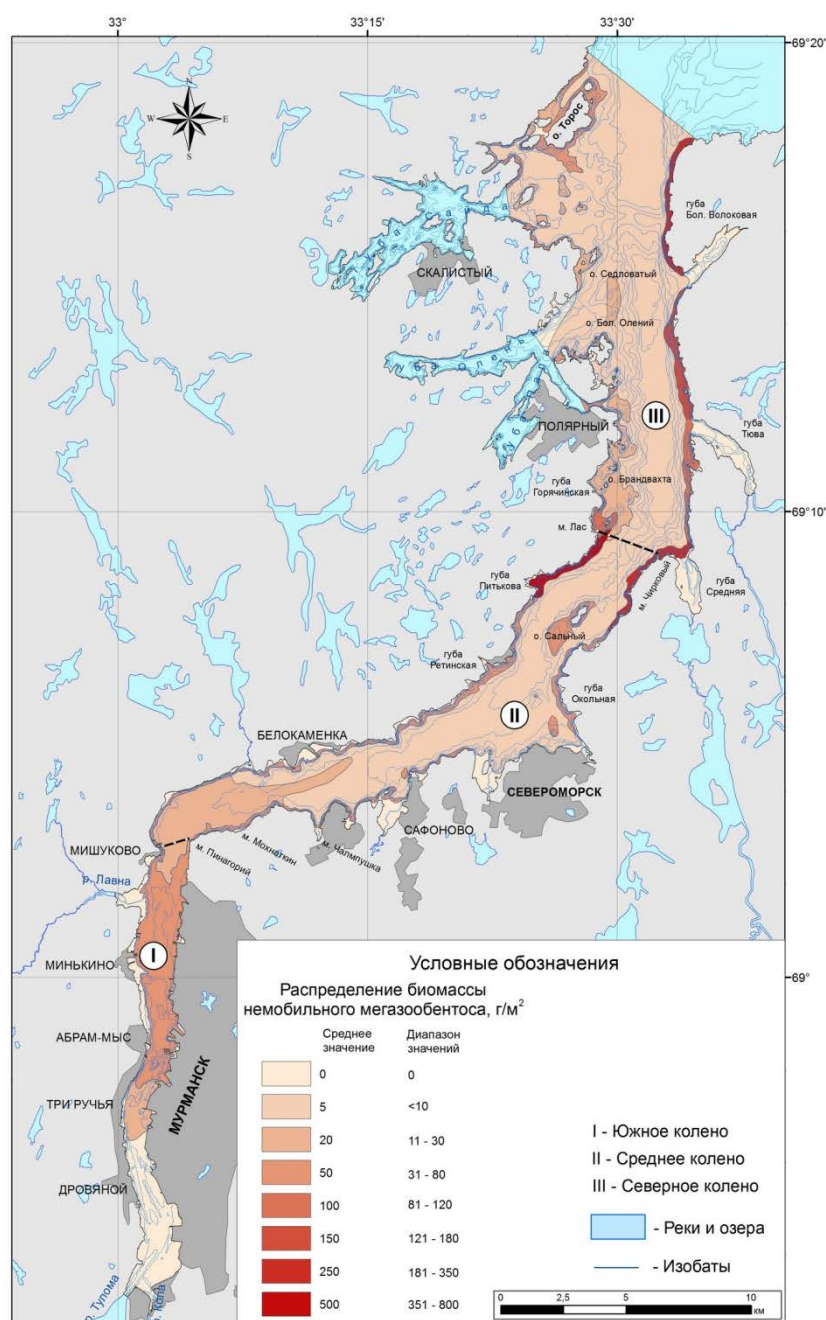 33°
33°15'
33°30'
69°20'
N
W
E
S
о. Торос
губа
Бол. Волоковая
СКАЛИСТЫЙ
о. Седловатый
о. Бол. Олений
III
ПОЛЯРНЫЙ
губа
Тюва
губа
Горячинская
о. Брандвахта
69°10'
м. Лас
губа
Питькова
м. Чирковый
губа
Средняя
о. Сальный
губа
Ретинская
губа
Окольная
II
БЕЛОКАМЕНКА
СЕВЕРОМОРСК
САФОНОВО
МИШУКОВО
м. Пинагорий
м. Мохнаткин
м. Чалмпушка
р. Лавна
I
МИНЬКИНО
69°
АБРАМ-МЫС
МУРМАНСК
ТРИ РУЧЬЯ
ДРОВЯНОЙ
р. Тулома
р. Кола
Условные обозначения
Распределение биомассы
немобильного мегазообентоса, г/м²
Среднее
значение
Диапазон
значений
0 0
5 <10
20 11 - 30
50 31 - 80
100 81 - 120
150 121 - 180
250 181 - 350
500 351 - 800
I - Южное колено
II - Среднее колено
III - Северное колено
- Реки и озера
- Изобаты
0 2,5 5 10
км